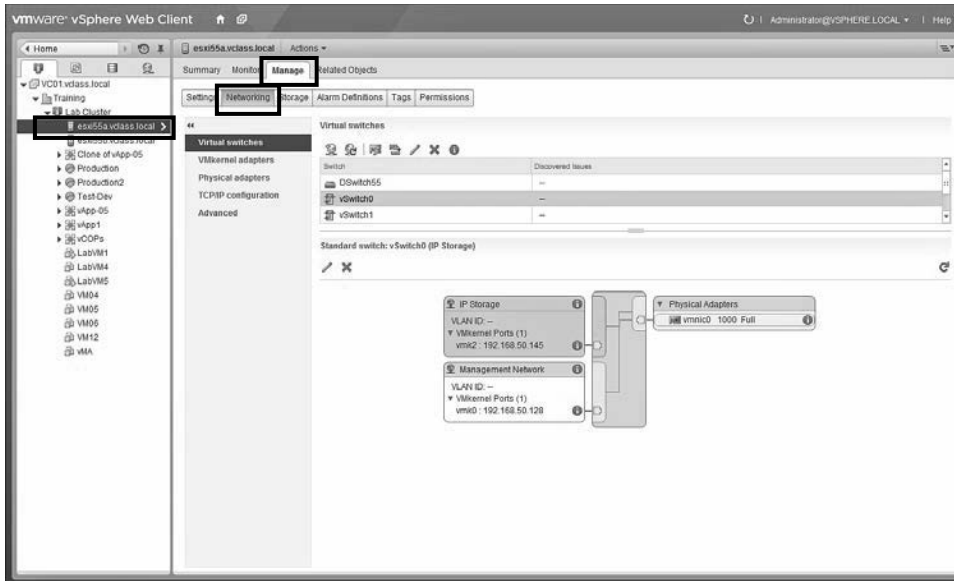 vmware® vSphere Web Client
Administrator@VSPHERE.LOCAL
Help
Home
esxi55a.vclass.local
Actions
Summary
Monitor
Manage
Related Objects
Settings
Networking
Storage
Alarm Definitions
Tags
Permissions
VC01.vclass.local
Training
Lab Cluster
esxi55a.vclass.local
esxi55b.vclass.local
Clone of vApp-05
Production
Production2
Test-Dev
vApp-05
vApp1
vCOPs
LabVM1
LabVM4
LabVM5
VM04
VM05
VM06
VM12
vMA
Virtual switches
VMkernel adapters
Physical adapters
TCP/IP configuration
Advanced
Virtual switches
Switch
Discovered Issues
DSwitch55
--
vSwitch0
--
vSwitch1
--
Standard switch: vSwitch0 (IP Storage)
IP Storage
VLAN ID: --
VMkernel Ports (1)
vmk2 : 192.168.50.145
Management Network
VLAN ID: --
VMkernel Ports (1)
vmk0 : 192.168.50.128
Physical Adapters
vmnic0 1000 Full